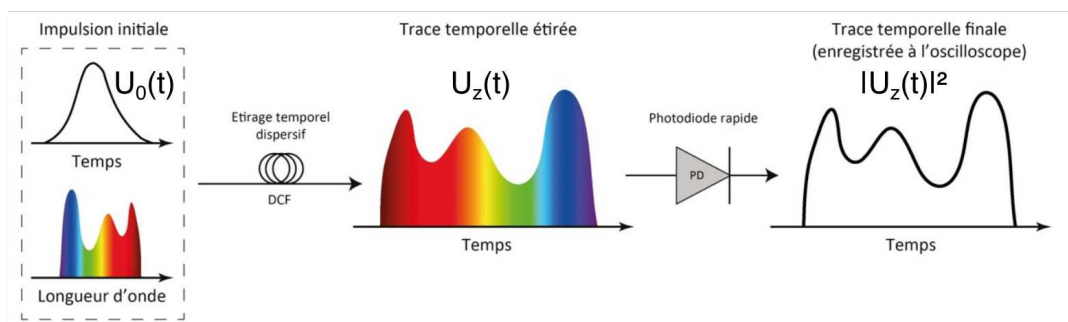 Impulsion initiale
U₀(t)
Temps
Longueur d'onde
Etirage temporel
dispersif
DCF
Trace temporelle étirée
U_z(t)
Temps
Photodiode rapide
PD
Trace temporelle finale
(enregistrée à l'oscilloscope)
|U_z(t)|²
Temps